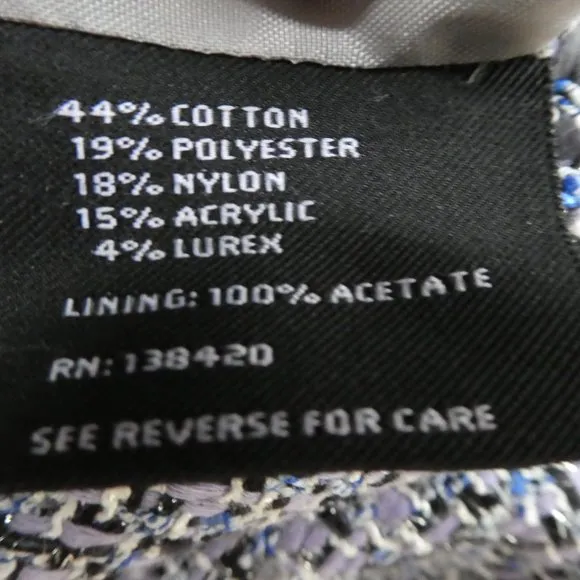 44% COTTON
19% POLYESTER
18% NYLON
15% ACRYLIC
4% LUREX
LINING: 100% ACETATE
RN: 138420
SEE REVERSE FOR CARE